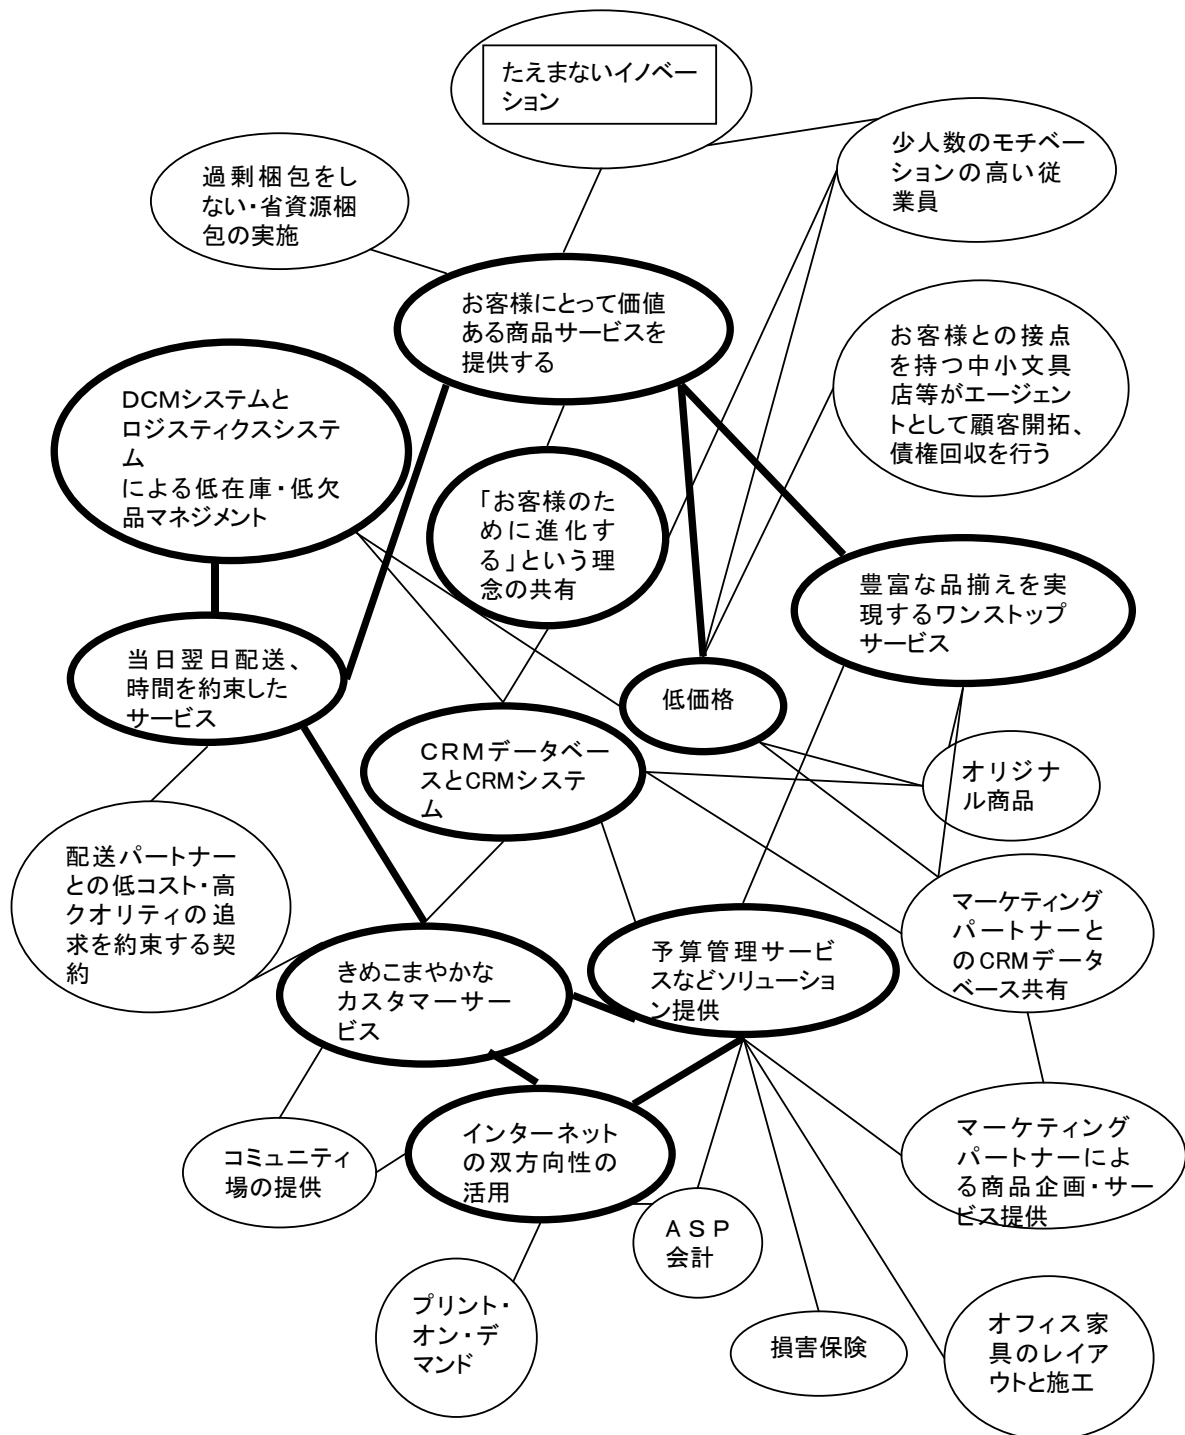 たえまないイノベー
ション
少人数のモチベー
ションの高い従
業員
過剰梱包をし
ない・省資源梱
包の実施
お客様にとって価値
ある商品サービスを
提供する
お客様との接点
を持つ中小文具
店等がエージェン
トとして顧客開拓、
債権回収を行う
DCMシステムと
ロジスティクスシステ
ム
による低在庫・低欠
品マネジメント
「お客様のた
めに進化す
る」という理
念の共有
豊富な品揃えを実
現するワンストップ
サービス
当日翌日配送、
時間を約束した
サービス
低価格
CRMデータベー
スとCRMシステ
ム
オリジナ
ル商品
配送パートナー
との低コスト・高
クオリティの追
求を約束する契
約
マーケティング
パートナーと
のCRMデータ
ベース共有
きめこまやかな
カスタマーサー
ビス
予算管理サービ
スなどソリューショ
ン提供
インターネット
の双方向性の
活用
コミュニティ
場の提供
マーケティング
パートナーによ
る商品企画・サー
ビス提供
ASP
会計
プリント・
オン・デ
マンド
損害保険
オフィス家
具のレイア
ウトと施工